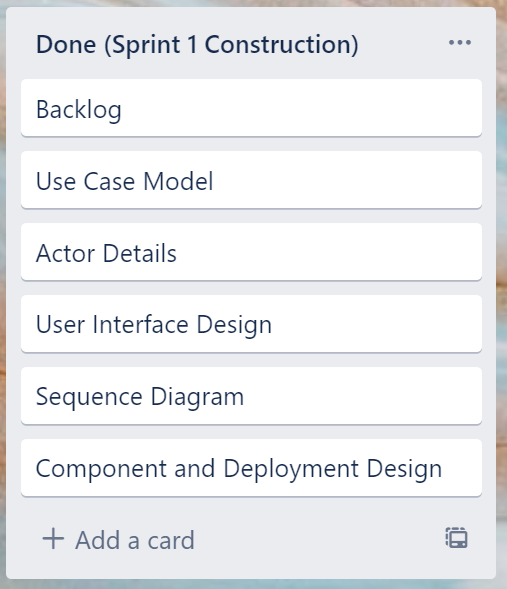 Done (Sprint 1 Construction)
Backlog
Use Case Model
Actor Details
User Interface Design
Sequence Diagram
Component and Deployment Design
Add a card